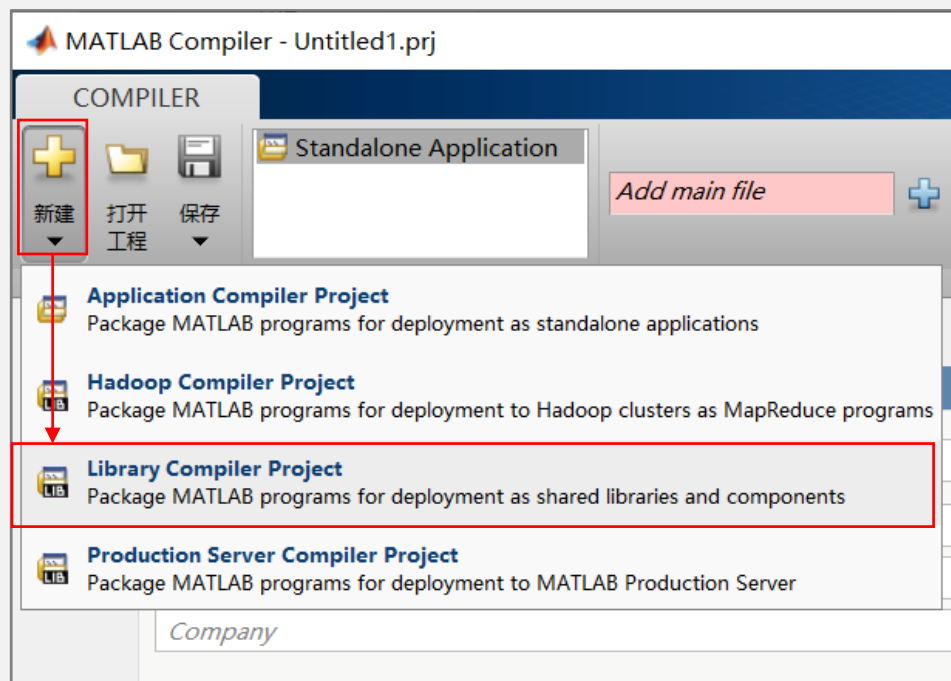 MATLAB Compiler - Untitled1.prj
COMPILER
新建
打开
工程
保存
Standalone Application
Add main file
Application Compiler Project
Package MATLAB programs for deployment as standalone applications
Hadoop Compiler Project
Package MATLAB programs for deployment to Hadoop clusters as MapReduce programs
Library Compiler Project
Package MATLAB programs for deployment as shared libraries and components
Production Server Compiler Project
Package MATLAB programs for deployment to MATLAB Production Server
Company